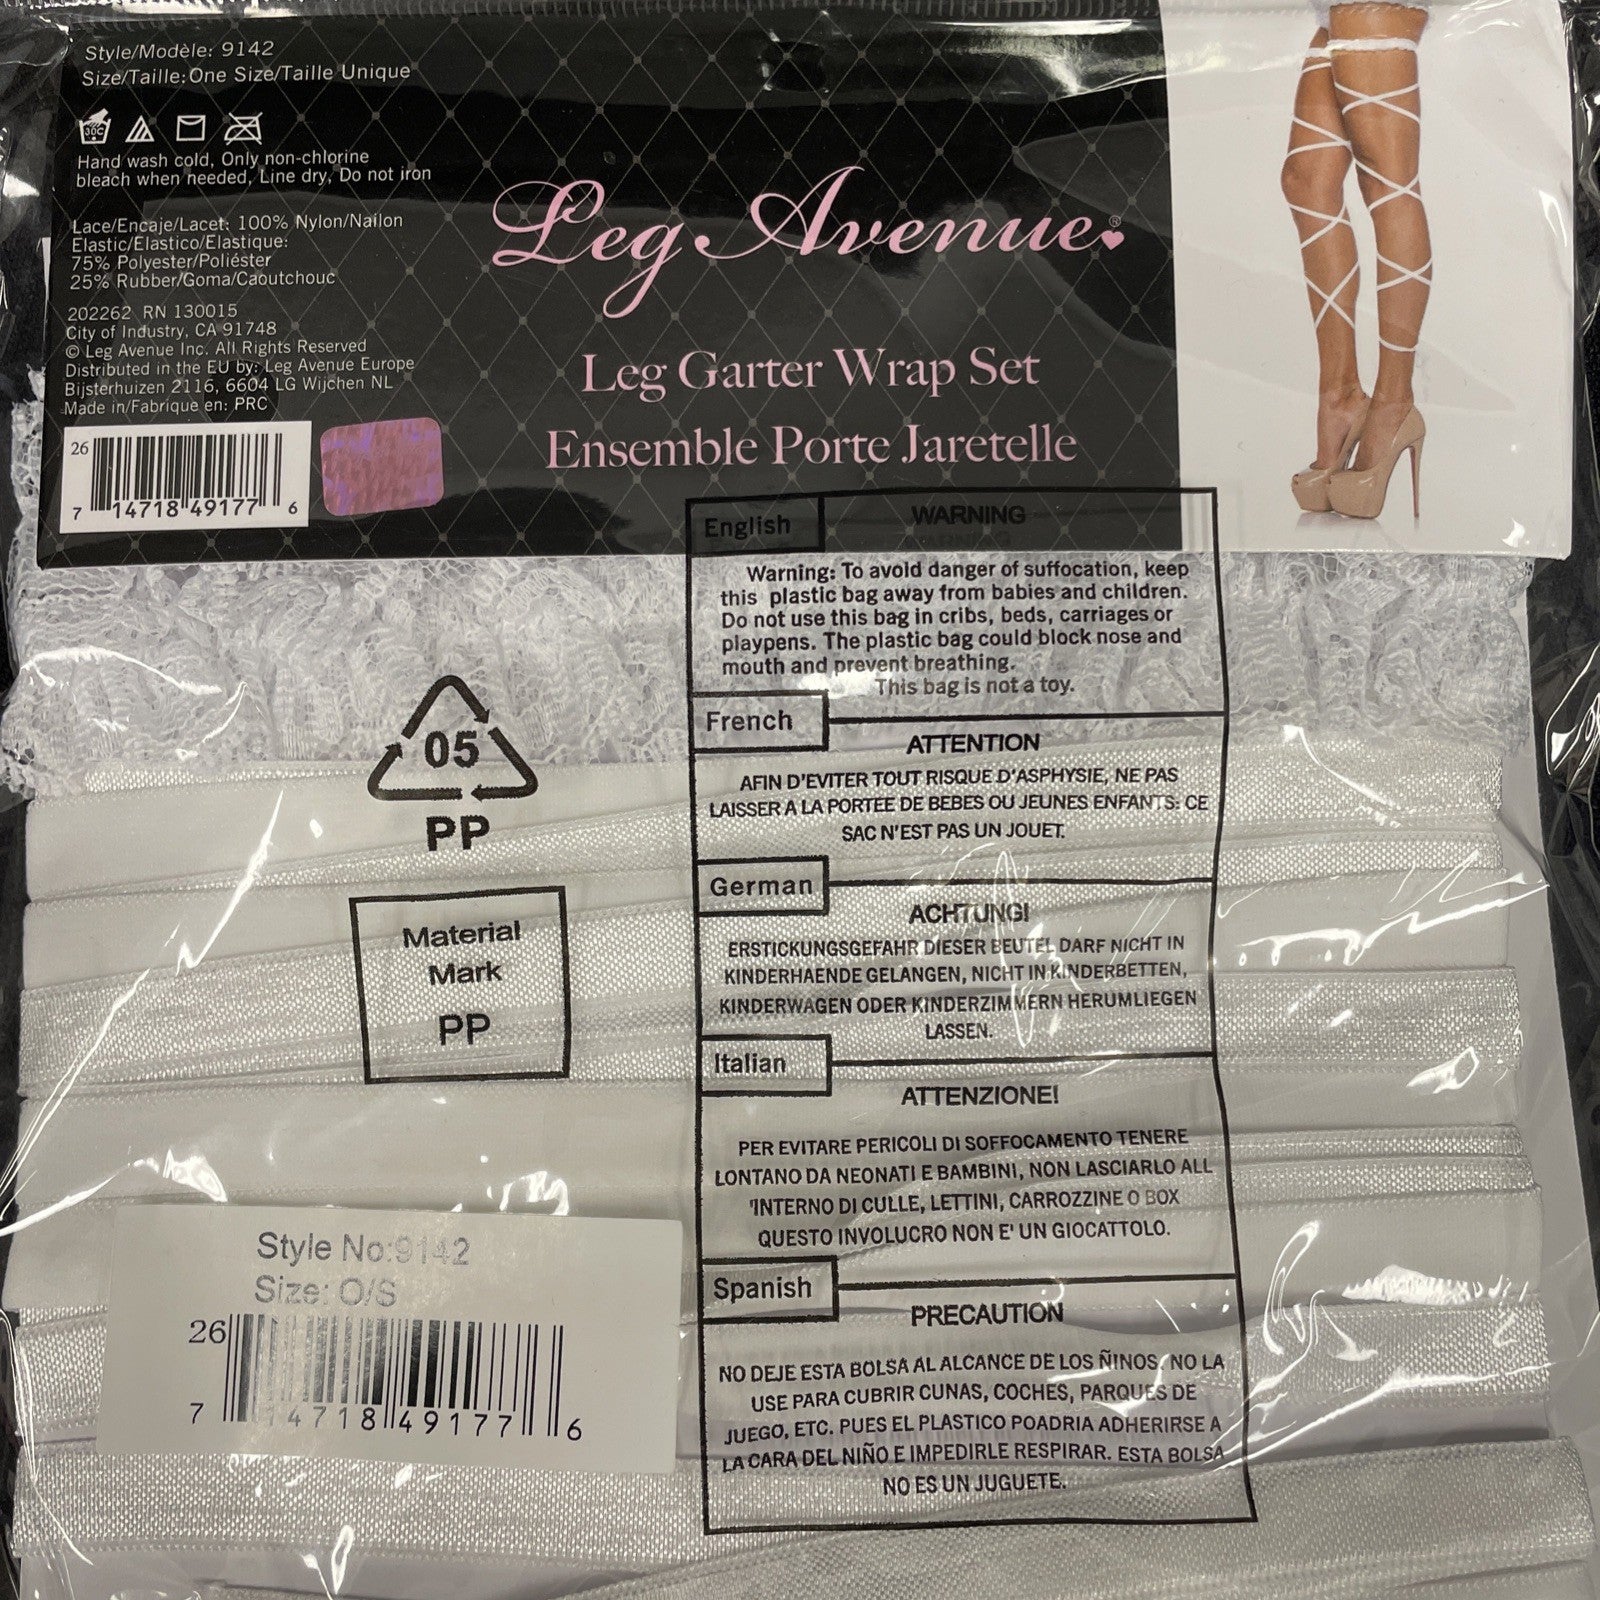 Style/Modèle: 9142
Size/Taille: One Size/Taille Unique
30C
Hand wash cold, Only non-chlorine
bleach when needed, Line dry, Do not iron
Lace/Encaje/Lacet: 100% Nylon/Nailon
Elastic/Elastico/Elastique:
75% Polyester/Poliéster
25% Rubber/Goma/Caoutchouc
202262 RN 130015
City of Industry, CA 91748
© Leg Avenue Inc. All Rights Reserved
Distributed in the EU by: Leg Avenue Europe
Bijsterhuizen 2116, 6604 LG Wijchen NL
Made in/Fabrique en: PRC
26
7 14718 49177 6
Leg Avenue®
Leg Garter Wrap Set
Ensemble Porte Jaretelle
English
WARNING
Warning: To avoid danger of suffocation, keep
this plastic bag away from babies and children.
Do not use this bag in cribs, beds, carriages or
playpens. The plastic bag could block nose and
mouth and prevent breathing.
This bag is not a toy.
French
ATTENTION
AFIN D'EVITER TOUT RISQUE D'ASPHYSIE, NE PAS
LAISSER A LA PORTEE DE BEBES OU JEUNES ENFANTS: CE
SAC N'EST PAS UN JOUET.
German
ACHTUNG!
ERSTICKUNGSGEFAHR DIESER BEUTEL DARF NICHT IN
KINDERHAENDE GELANGEN, NICHT IN KINDERBETTEN,
KINDERWAGEN ODER KINDERZIMMERN HERUMLIEGEN
LASSEN.
Italian
ATTENZIONE!
PER EVITARE PERICOLI DI SOFFOCAMENTO TENERE
LONTANO DA NEONATI E BAMBINI, NON LASCIARLO ALL
'INTERNO DI CULLE, LETTINI, CARROZZINE O BOX
QUESTO INVOLUCRO NON E' UN GIOCATTOLO.
Spanish
PRECAUTION
NO DEJE ESTA BOLSA AL ALCANCE DE LOS ÑINOS, NO LA
USE PARA CUBRIR CUNAS, COCHES, PARQUES DE
JUEGO, ETC. PUES EL PLASTICO POADRIA ADHERIRSE A
LA CARA DEL NIÑO E IMPEDIRLE RESPIRAR. ESTA BOLSA
NO ES UN JUGUETE.
05
PP
Material
Mark
PP
Style No:9142
Size: O/S
26
7 14718 49177 6